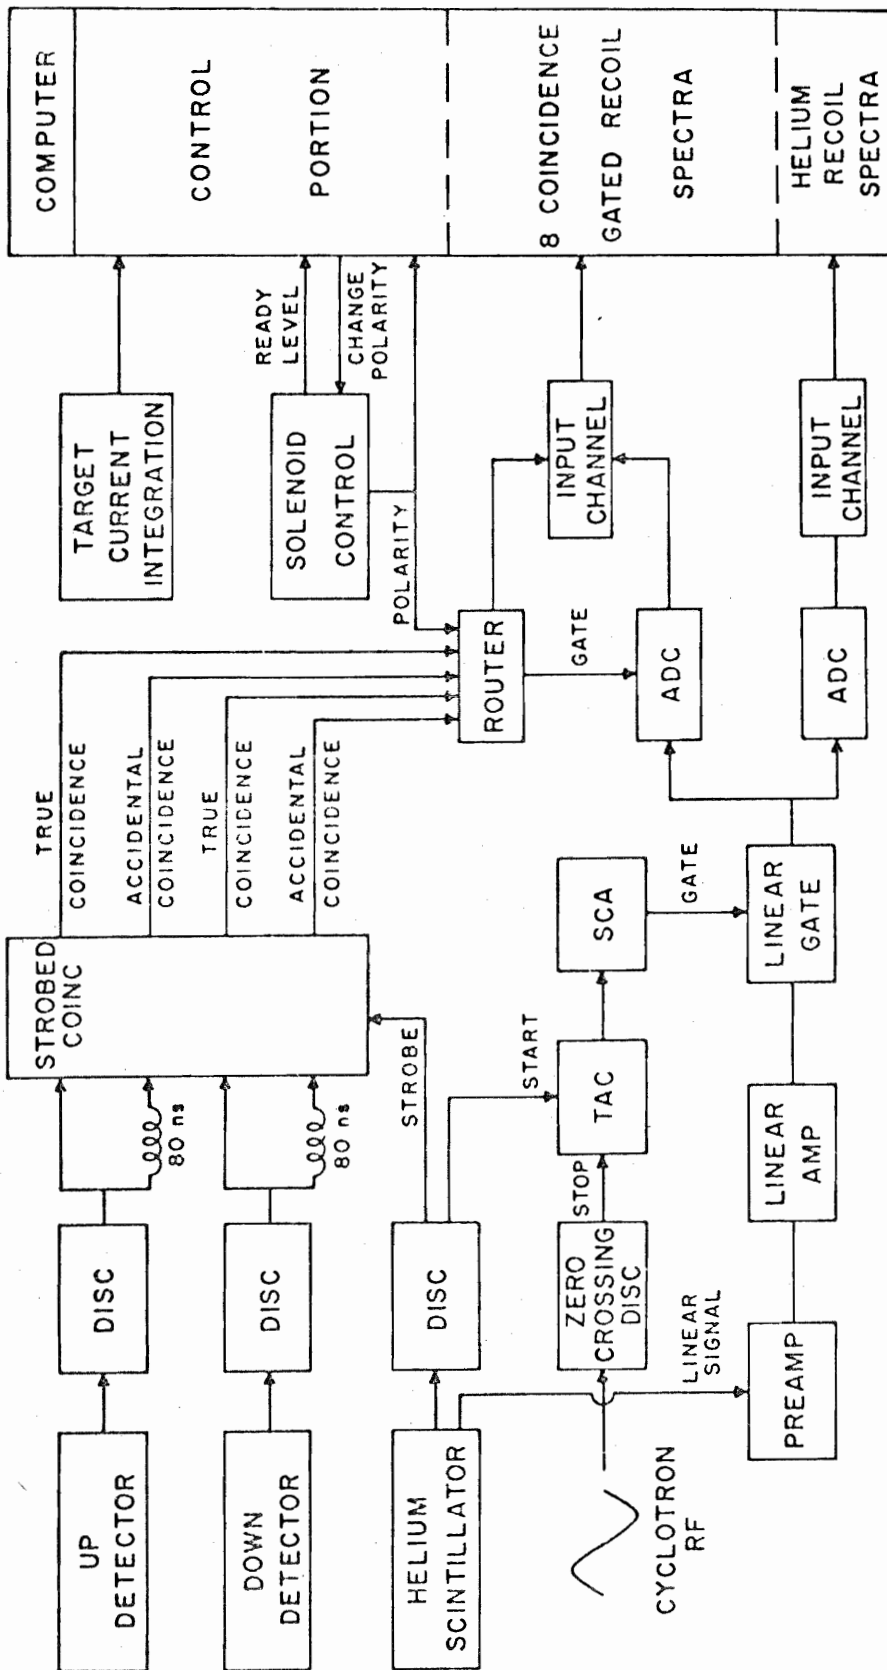 UP
DETECTOR
DISC
80 ns
DOWN
DETECTOR
DISC
80 ns
HELIUM
SCINTILLATOR
DISC
STROBE
STROBED
COINC
TRUE
COINCIDENCE
ACCIDENTAL
COINCIDENCE
TRUE
COINCIDENCE
ACCIDENTAL
COINCIDENCE
CYCLOTRON
RF
ZERO
CROSSING
DISC
STOP
START
TAC
SCA
GATE
LINEAR
SIGNAL
PREAMP
LINEAR
AMP
LINEAR
GATE
TARGET
CURRENT
INTEGRATION
SOLENOID
CONTROL
READY
LEVEL
CHANGE
POLARITY
POLARITY
ROUTER
GATE
ADC
INPUT
CHANNEL
ADC
INPUT
CHANNEL
COMPUTER
CONTROL
PORTION
8 COINCIDENCE
GATED RECOIL
SPECTRA
HELIUM
RECOIL
SPECTRA